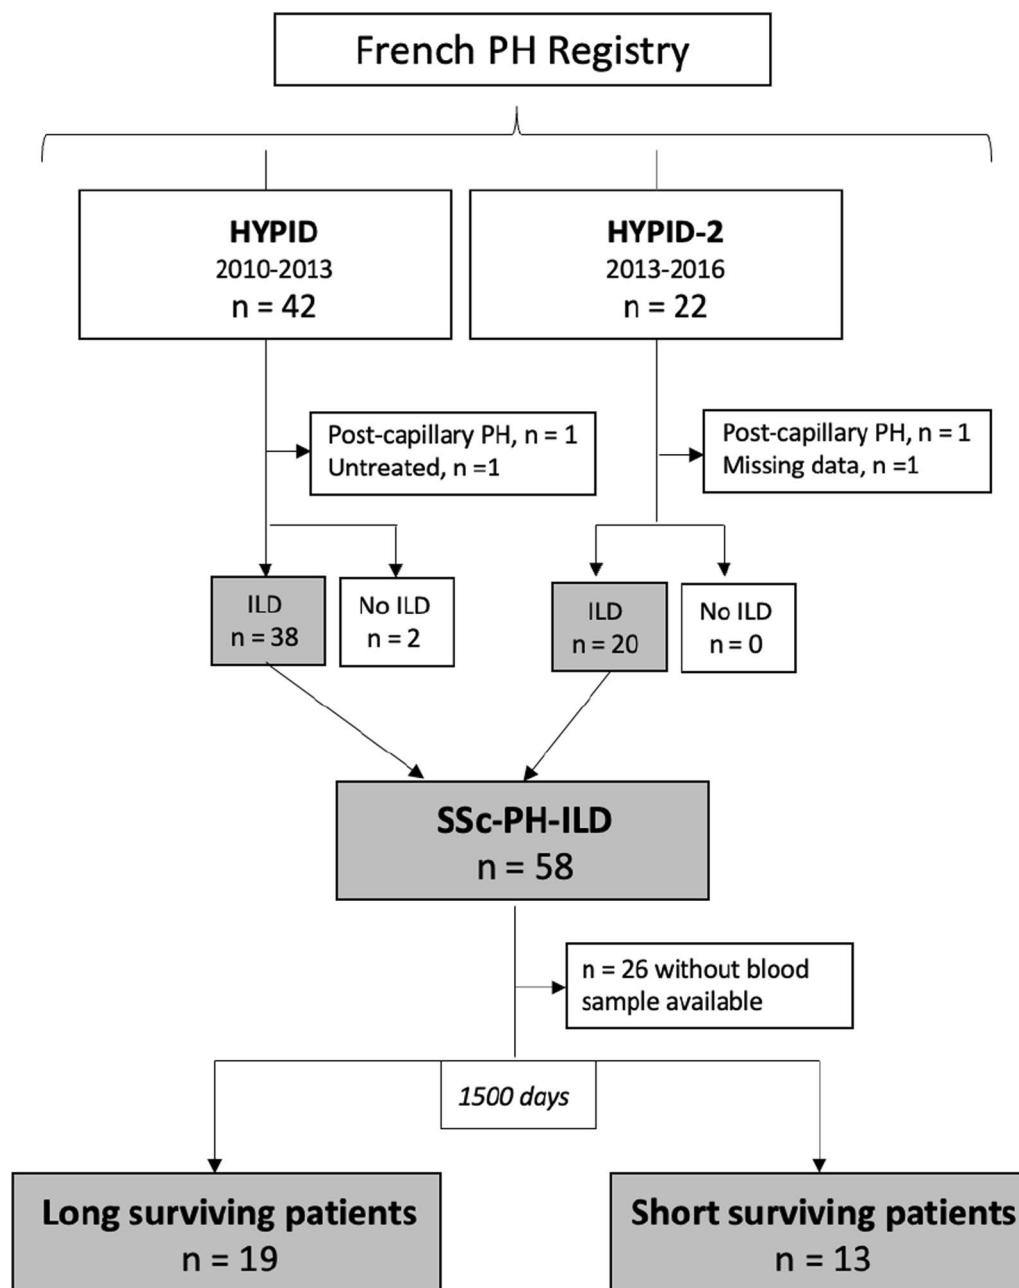 French PH Registry
HYPID
2010-2013
n = 42
HYPID-2
2013-2016
n = 22
Post-capillary PH, n = 1
Untreated, n =1
Post-capillary PH, n = 1
Missing data, n =1
ILD
n = 38
No ILD
n = 2
ILD
n = 20
No ILD
n = 0
SSc-PH-ILD
n = 58
n = 26 without blood
sample available
1500 days
Long surviving patients
n = 19
Short surviving patients
n = 13